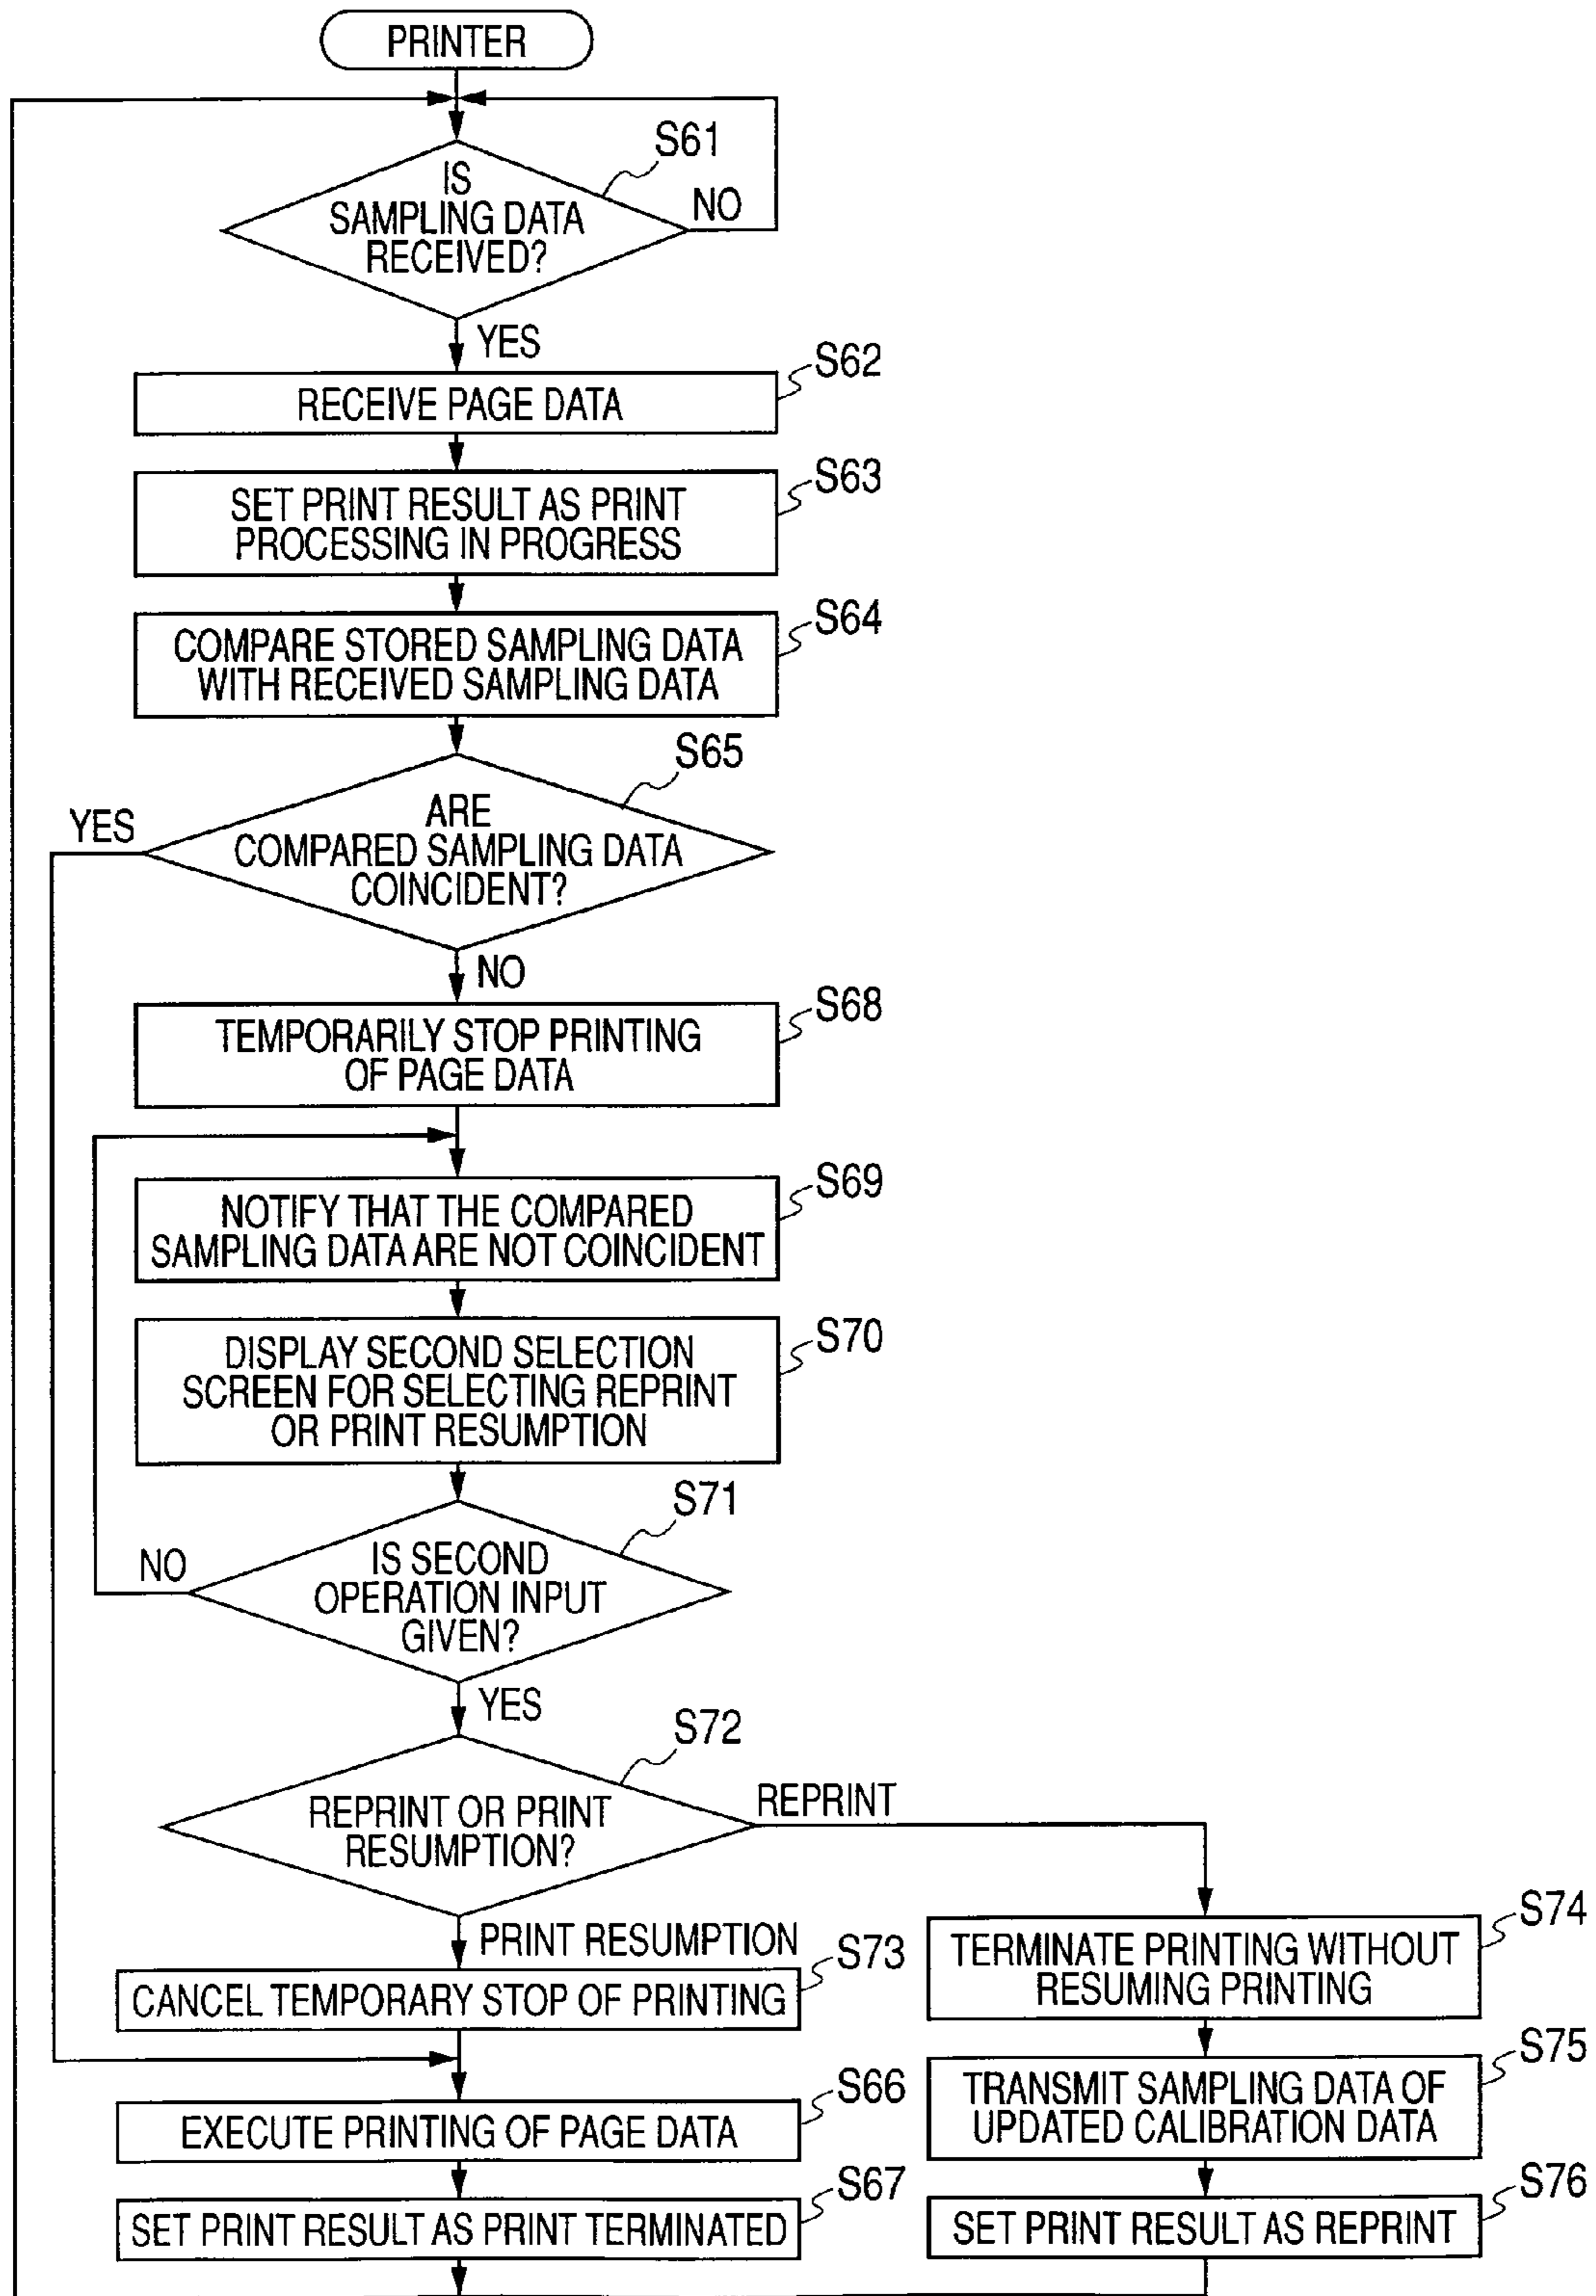 PRINTER
S61
IS
SAMPLING DATA
RECEIVED?
NO
YES
S62
RECEIVE PAGE DATA
S63
SET PRINT RESULT AS PRINT
PROCESSING IN PROGRESS
S64
COMPARE STORED SAMPLING DATA
WITH RECEIVED SAMPLING DATA
S65
YES
ARE
COMPARED SAMPLING DATA
COINCIDENT?
NO
S68
TEMPORARILY STOP PRINTING
OF PAGE DATA
S69
NOTIFY THAT THE COMPARED
SAMPLING DATA ARE NOT COINCIDENT
S70
DISPLAY SECOND SELECTION
SCREEN FOR SELECTING REPRINT
OR PRINT RESUMPTION
S71
NO
IS SECOND
OPERATION INPUT
GIVEN?
YES
S72
REPRINT OR PRINT
RESUMPTION?
REPRINT
PRINT RESUMPTION
S73
CANCEL TEMPORARY STOP OF PRINTING
S74
TERMINATE PRINTING WITHOUT
RESUMING PRINTING
S75
TRANSMIT SAMPLING DATA OF
UPDATED CALIBRATION DATA
S66
EXECUTE PRINTING OF PAGE DATA
S67
SET PRINT RESULT AS PRINT TERMINATED
S76
SET PRINT RESULT AS REPRINT